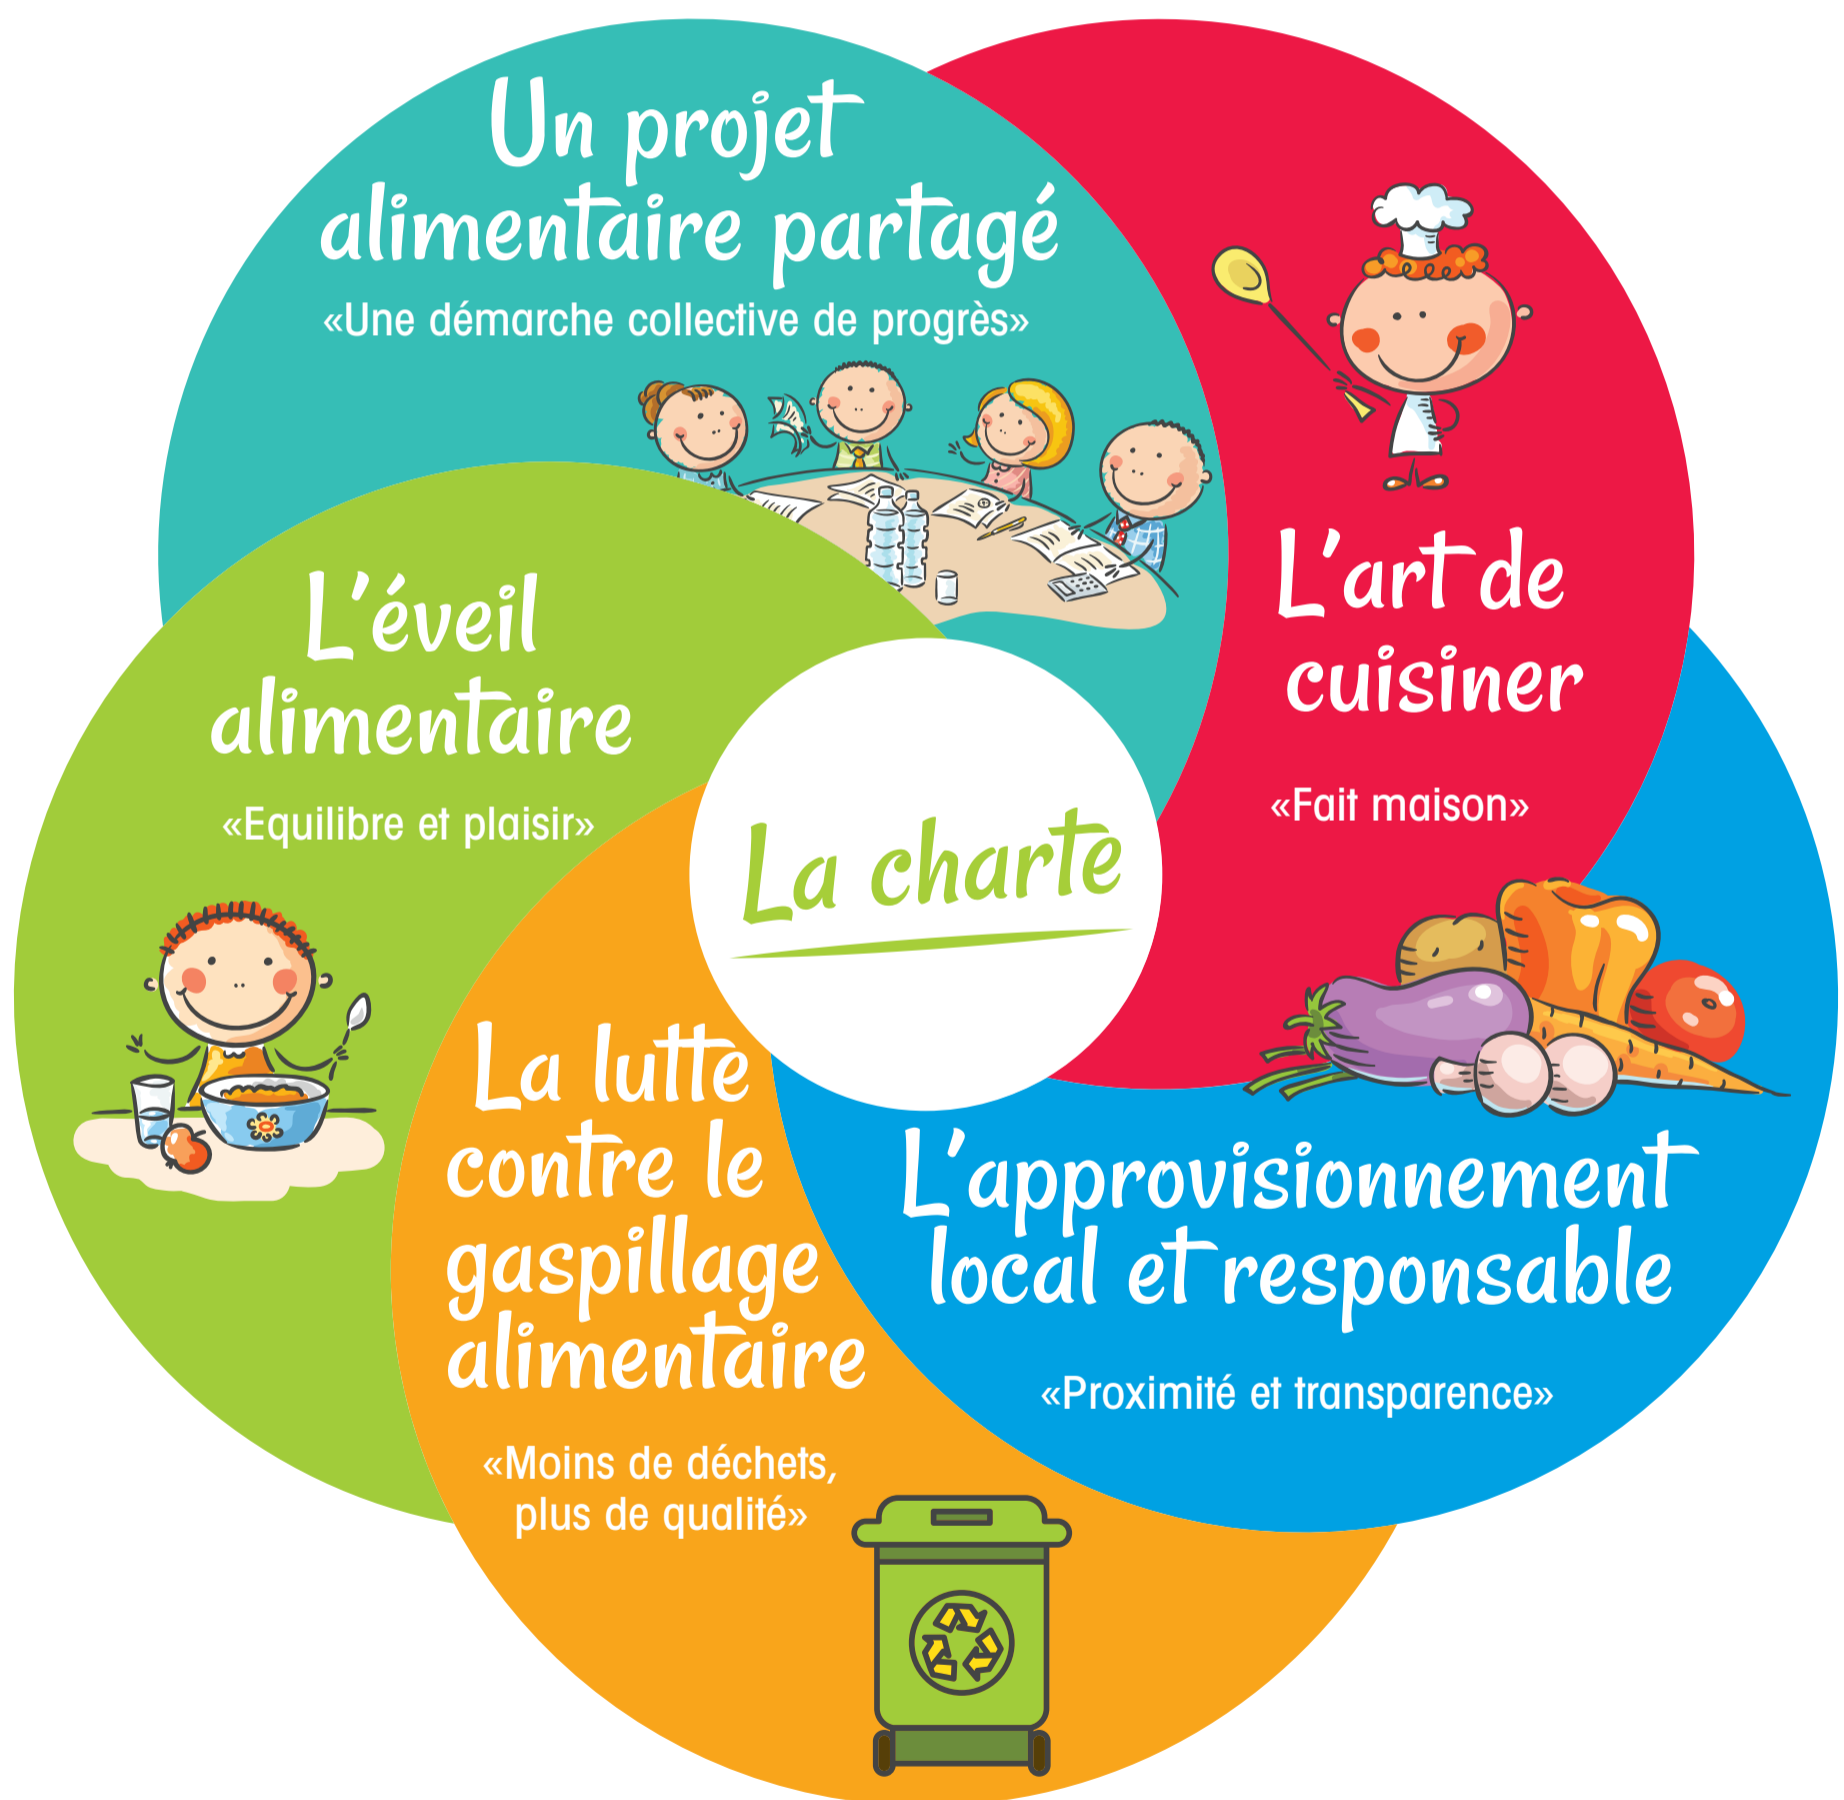 Un projet
alimentaire partagé
«Une démarche collective de progrès»
L'art de
cuisiner
«Fait maison»
L'éveil
alimentaire
«Equilibre et plaisir»
La charte
La lutte
contre le
gaspillage
alimentaire
«Moins de déchets,
plus de qualité»
L'approvisionnement
local et responsable
«Proximité et transparence»